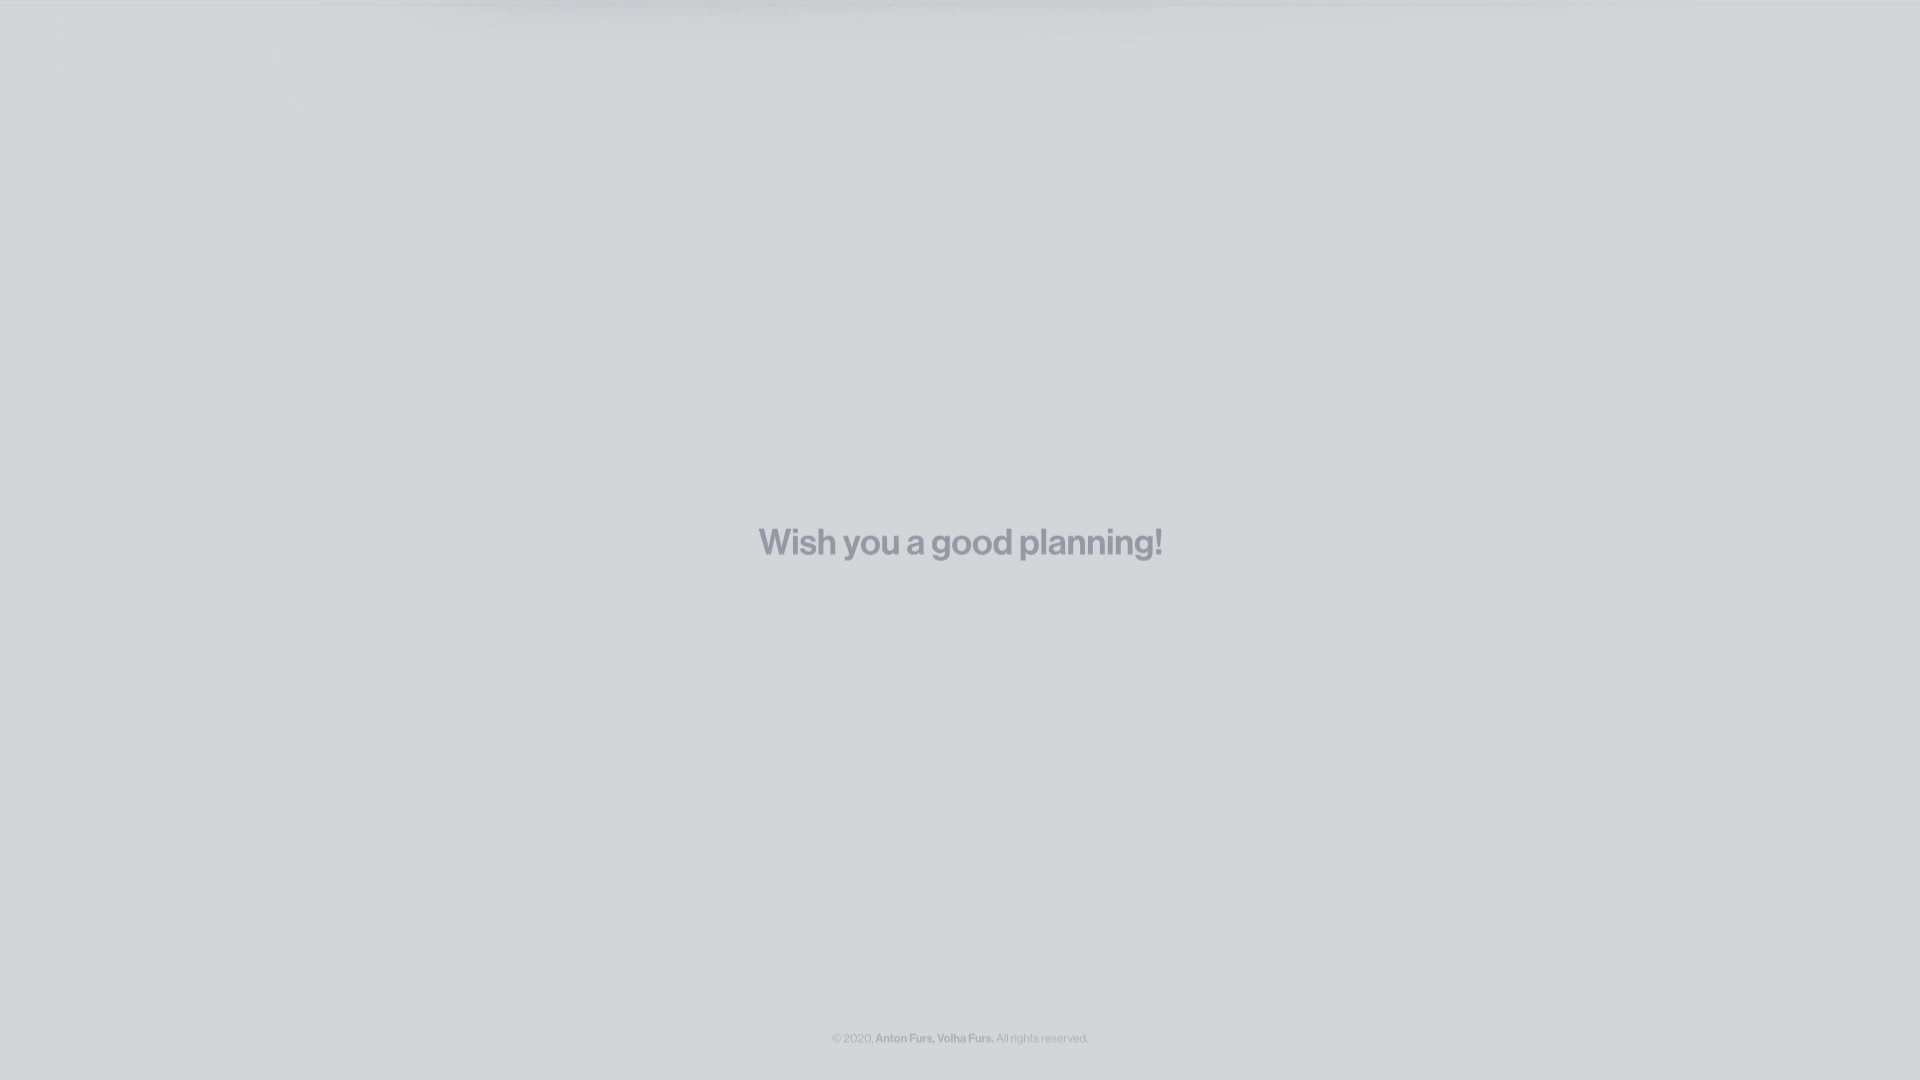 Wish you a good planning!
© 2020, Anton Furs, Volha Furs. All rights reserved.